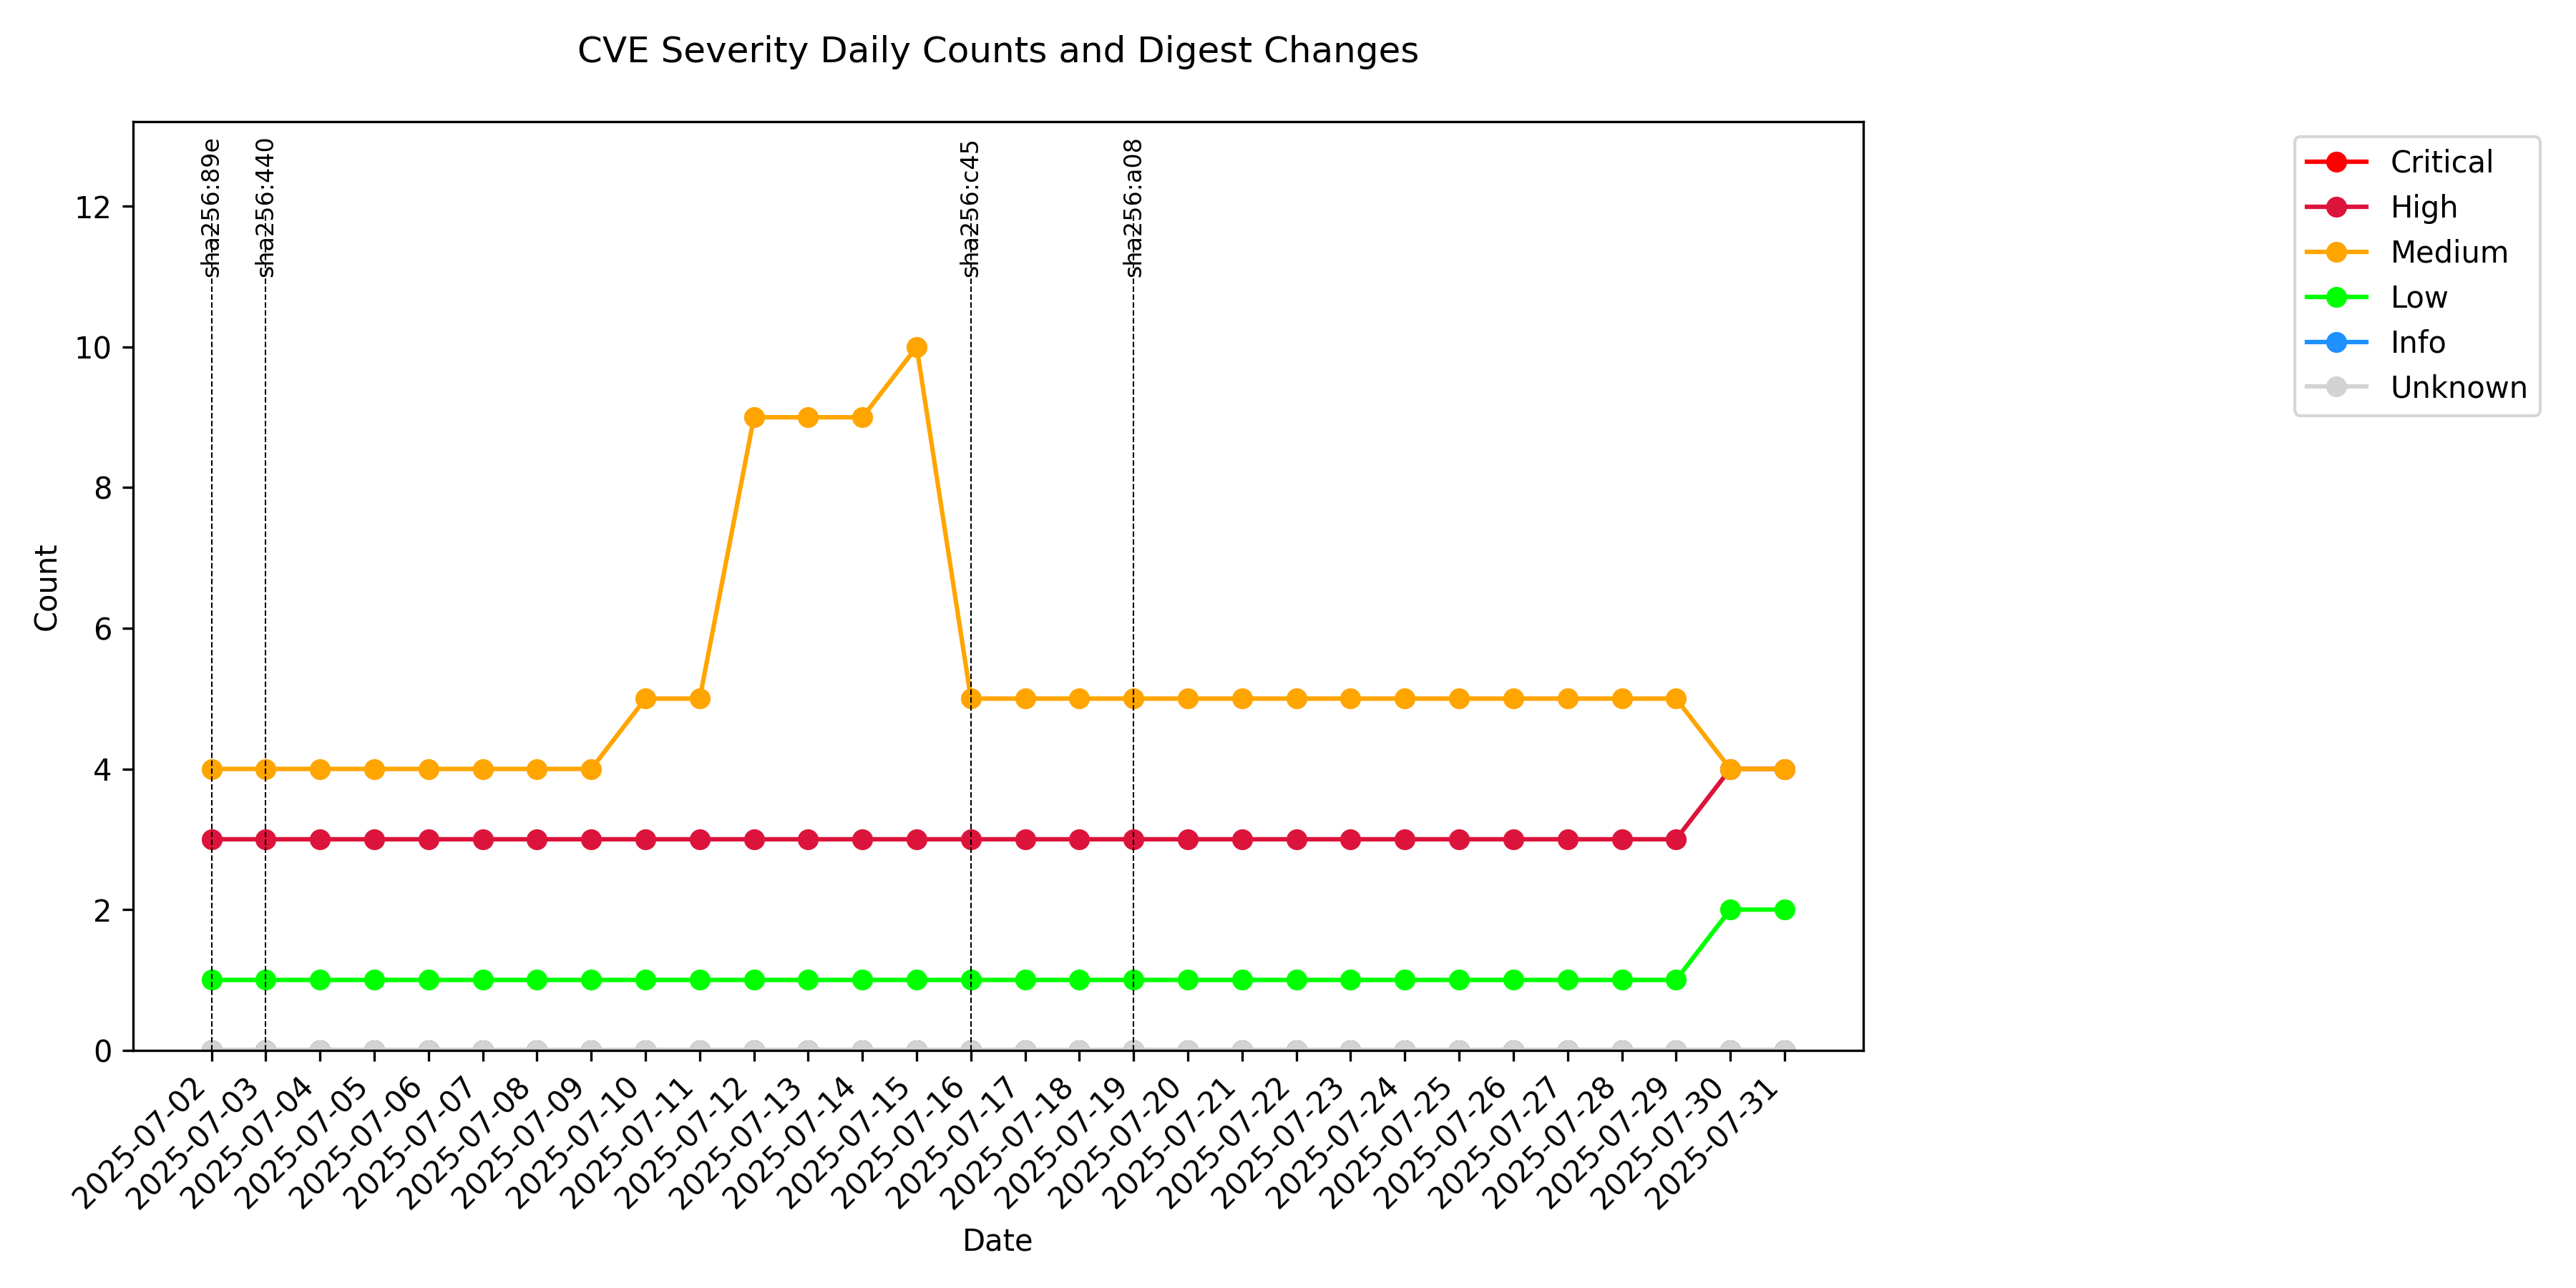 CVE Severity Daily Counts and Digest Changes
sha256:89e
sha256:440
sha256:c45
sha256:a08
Critical
High
Medium
Low
Info
Unknown
12
10
8
6
4
2
0
Count
2025-07-02
2025-07-03
2025-07-04
2025-07-05
2025-07-06
2025-07-07
2025-07-08
2025-07-09
2025-07-10
2025-07-11
2025-07-12
2025-07-13
2025-07-14
2025-07-15
2025-07-16
2025-07-17
2025-07-18
2025-07-19
2025-07-20
2025-07-21
2025-07-22
2025-07-23
2025-07-24
2025-07-25
2025-07-26
2025-07-27
2025-07-28
2025-07-29
2025-07-30
2025-07-31
Date